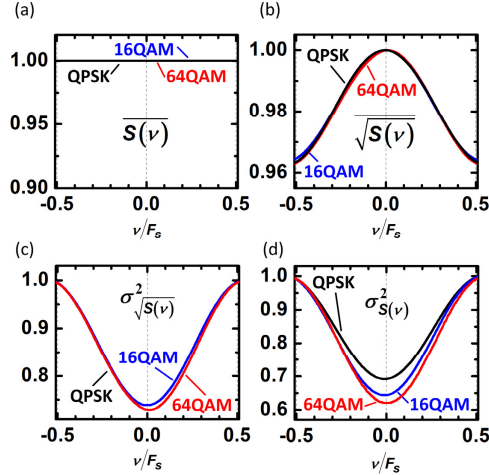 (a)
(b)
1.00
0.95
0.90
16QAM
QPSK
64QAM
S(ν)
-0.5 0.0 0.5
ν/Fs
1.00
0.98
0.96
QPSK
64QAM
√S(ν)
16QAM
-0.5 0.0 0.5
ν/Fs
(c)
(d)
1.0
0.9
0.8
σ²√S(ν)
16QAM
QPSK
64QAM
-0.5 0.0 0.5
ν/Fs
1.0
0.9
0.8
0.7
0.6
σ²S(ν)
QPSK
64QAM
16QAM
-0.5 0.0 0.5
ν/Fs